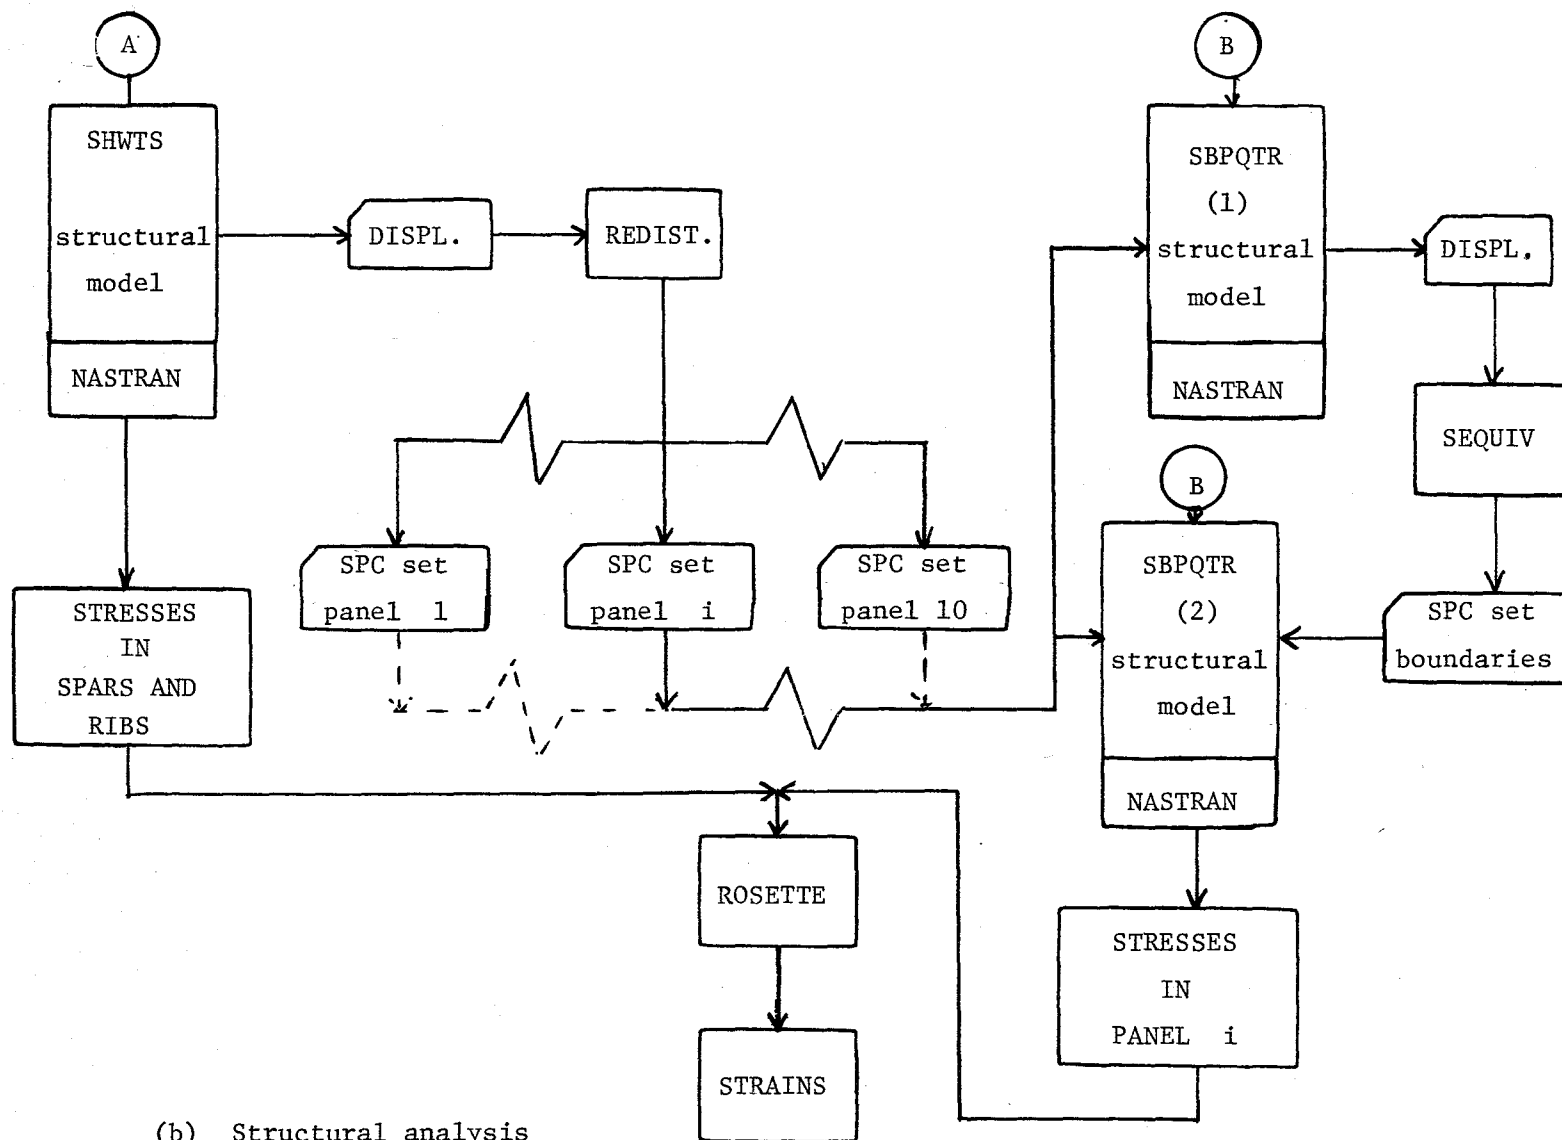 A
SHWTS
structural
model
NASTRAN
DISPL.
REDIST.
SPC set
panel 1
SPC set
panel i
SPC set
panel 10
STRESSES
IN
SPARS AND
RIBS
B
SBPQTR
(1)
structural
model
NASTRAN
DISPL.
SEQUIV
SPC set
boundaries
B
SBPQTR
(2)
structural
model
NASTRAN
STRESSES
IN
PANEL i
ROSETTE
STRAINS
(b) Structural analysis